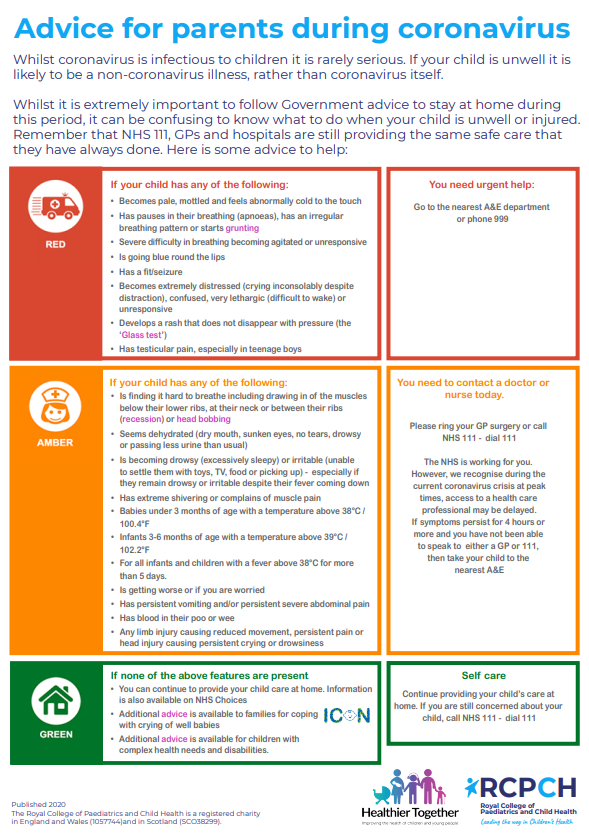 Advice for parents during coronavirus
Whilst coronavirus is infectious to children it is rarely serious. If your child is unwell it is
likely to be a non-coronavirus illness, rather than coronavirus itself.
Whilst it is extremely important to follow Government advice to stay at home during
this period, it can be confusing to know what to do when your child is unwell or injured.
Remember that NHS 111, GPs and hospitals are still providing the same safe care that
they have always done. Here is some advice to help:
RED
If your child has any of the following:
• Becomes pale, mottled and feels abnormally cold to the touch
• Has pauses in their breathing (apnoeas), has an irregular
breathing pattern or starts grunting
• Severe difficulty in breathing becoming agitated or unresponsive
• Is going blue round the lips
• Has a fit/seizure
• Becomes extremely distressed (crying inconsolably despite
distraction), confused, very lethargic (difficult to wake) or
unresponsive
• Develops a rash that does not disappear with pressure (the
‘Glass test’)
• Has testicular pain, especially in teenage boys
You need urgent help:
Go to the nearest A&E department
or phone 999
AMBER
If your child has any of the following:
• Is finding it hard to breathe including drawing in of the muscles
below their lower ribs, at their neck or between their ribs
(recession) or head bobbing
• Seems dehydrated (dry mouth, sunken eyes, no tears, drowsy
or passing less urine than usual)
• Is becoming drowsy (excessively sleepy) or irritable (unable
to settle them with toys, TV, food or picking up) - especially if
they remain drowsy or irritable despite their fever coming down
• Has extreme shivering or complains of muscle pain
• Babies under 3 months of age with a temperature above 38°C /
100.4°F
• Infants 3-6 months of age with a temperature above 39°C /
102.2°F
• For all infants and children with a fever above 38°C for more
than 5 days.
• Is getting worse or if you are worried
• Has persistent vomiting and/or persistent severe abdominal pain
• Has blood in their poo or wee
• Any limb injury causing reduced movement, persistent pain or
head injury causing persistent crying or drowsiness
You need to contact a doctor or
nurse today.
Please ring your GP surgery or call
NHS 111 - dial 111
The NHS is working for you.
However, we recognise during the
current coronavirus crisis at peak
times, access to a health care
professional may be delayed.
If symptoms persist for 4 hours or
more and you have not been able
to speak to either a GP or 111,
then take your child to the
nearest A&E
GREEN
If none of the above features are present
• You can continue to provide your child care at home. Information
is also available on NHS Choices
• Additional advice is available to families for coping
with crying of well babies
• Additional advice is available for children with
complex health needs and disabilities.
ICON
Self care
Continue providing your child's care at
home. If you are still concerned about your
child, call NHS 111 - dial 111
Published 2020
The Royal College of Paediatrics and Child Health is a registered charity
in England and Wales (1057744)and in Scotland (SCO38299).
Healthier Together
Improving the health of children and young people
RCPCH
Royal College of
Paediatrics and Child Health
Leading the way in Children's Health